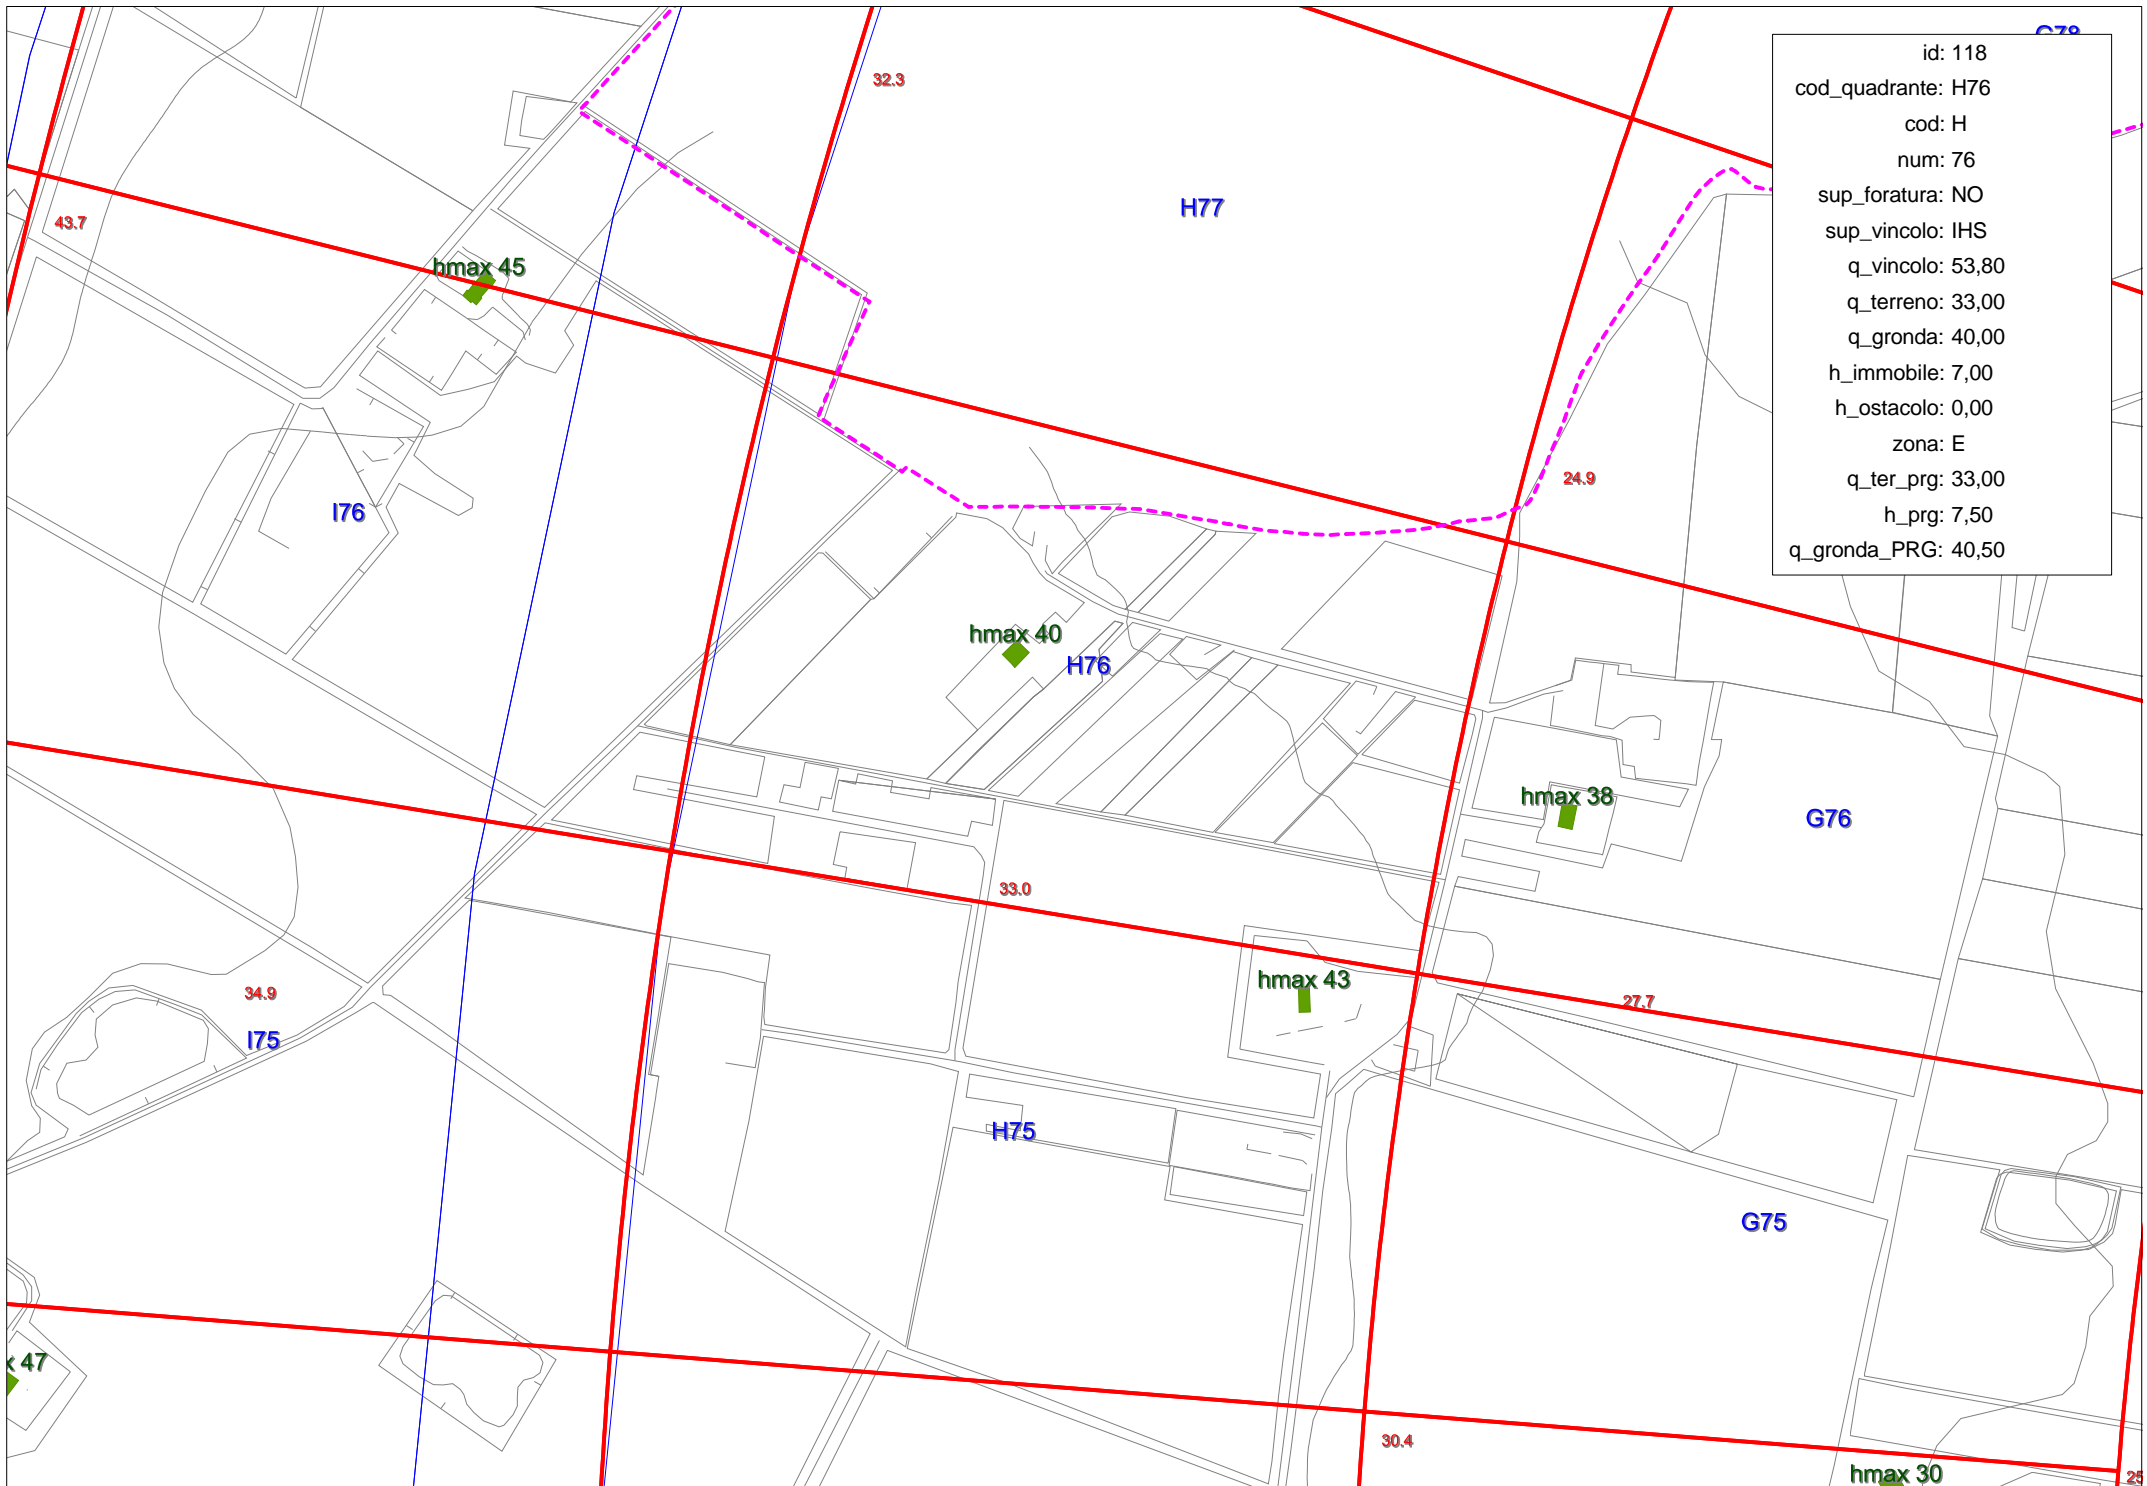 id: 118
cod_quadrante: H76
cod: H
num: 76
sup_foratura: NO
sup_vincolo: IHS
q_vincolo: 53,80
q_terreno: 33,00
q_gronda: 40,00
h_immobile: 7,00
h_ostacolo: 0,00
zona: E
q_ter_prg: 33,00
h_prg: 7,50
q_gronda_PRG: 40,50
32.3
H77
43.7
hmax 45
24.9
I76
hmax 40
H76
hmax 38
G76
33.0
hmax 43
34.9
27.7
I75
H75
G75
47
30.4
hmax 30